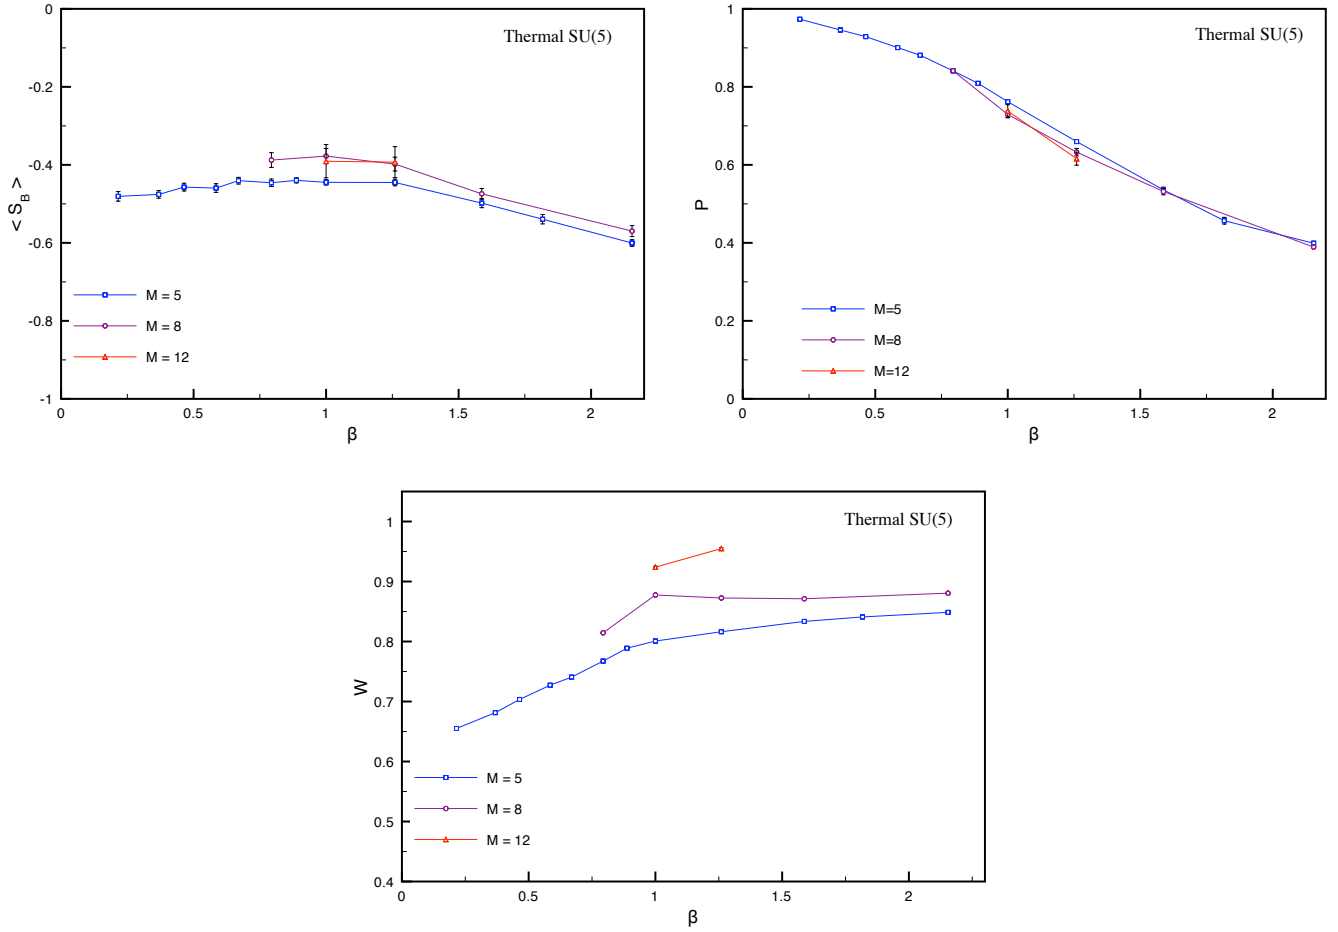 0
-0.2
-0.4
-0.6
-0.8
-1
< S_B >
Thermal SU(5)
M = 5
M = 8
M = 12
0
0.5
1
1.5
2
β
1
0.8
0.6
0.4
0.2
0
P
Thermal SU(5)
M=5
M=8
M=12
0
0.5
1
1.5
2
β
1
0.9
0.8
0.7
0.6
0.5
0.4
W
Thermal SU(5)
M = 5
M = 8
M = 12
0
0.5
1
1.5
2
β